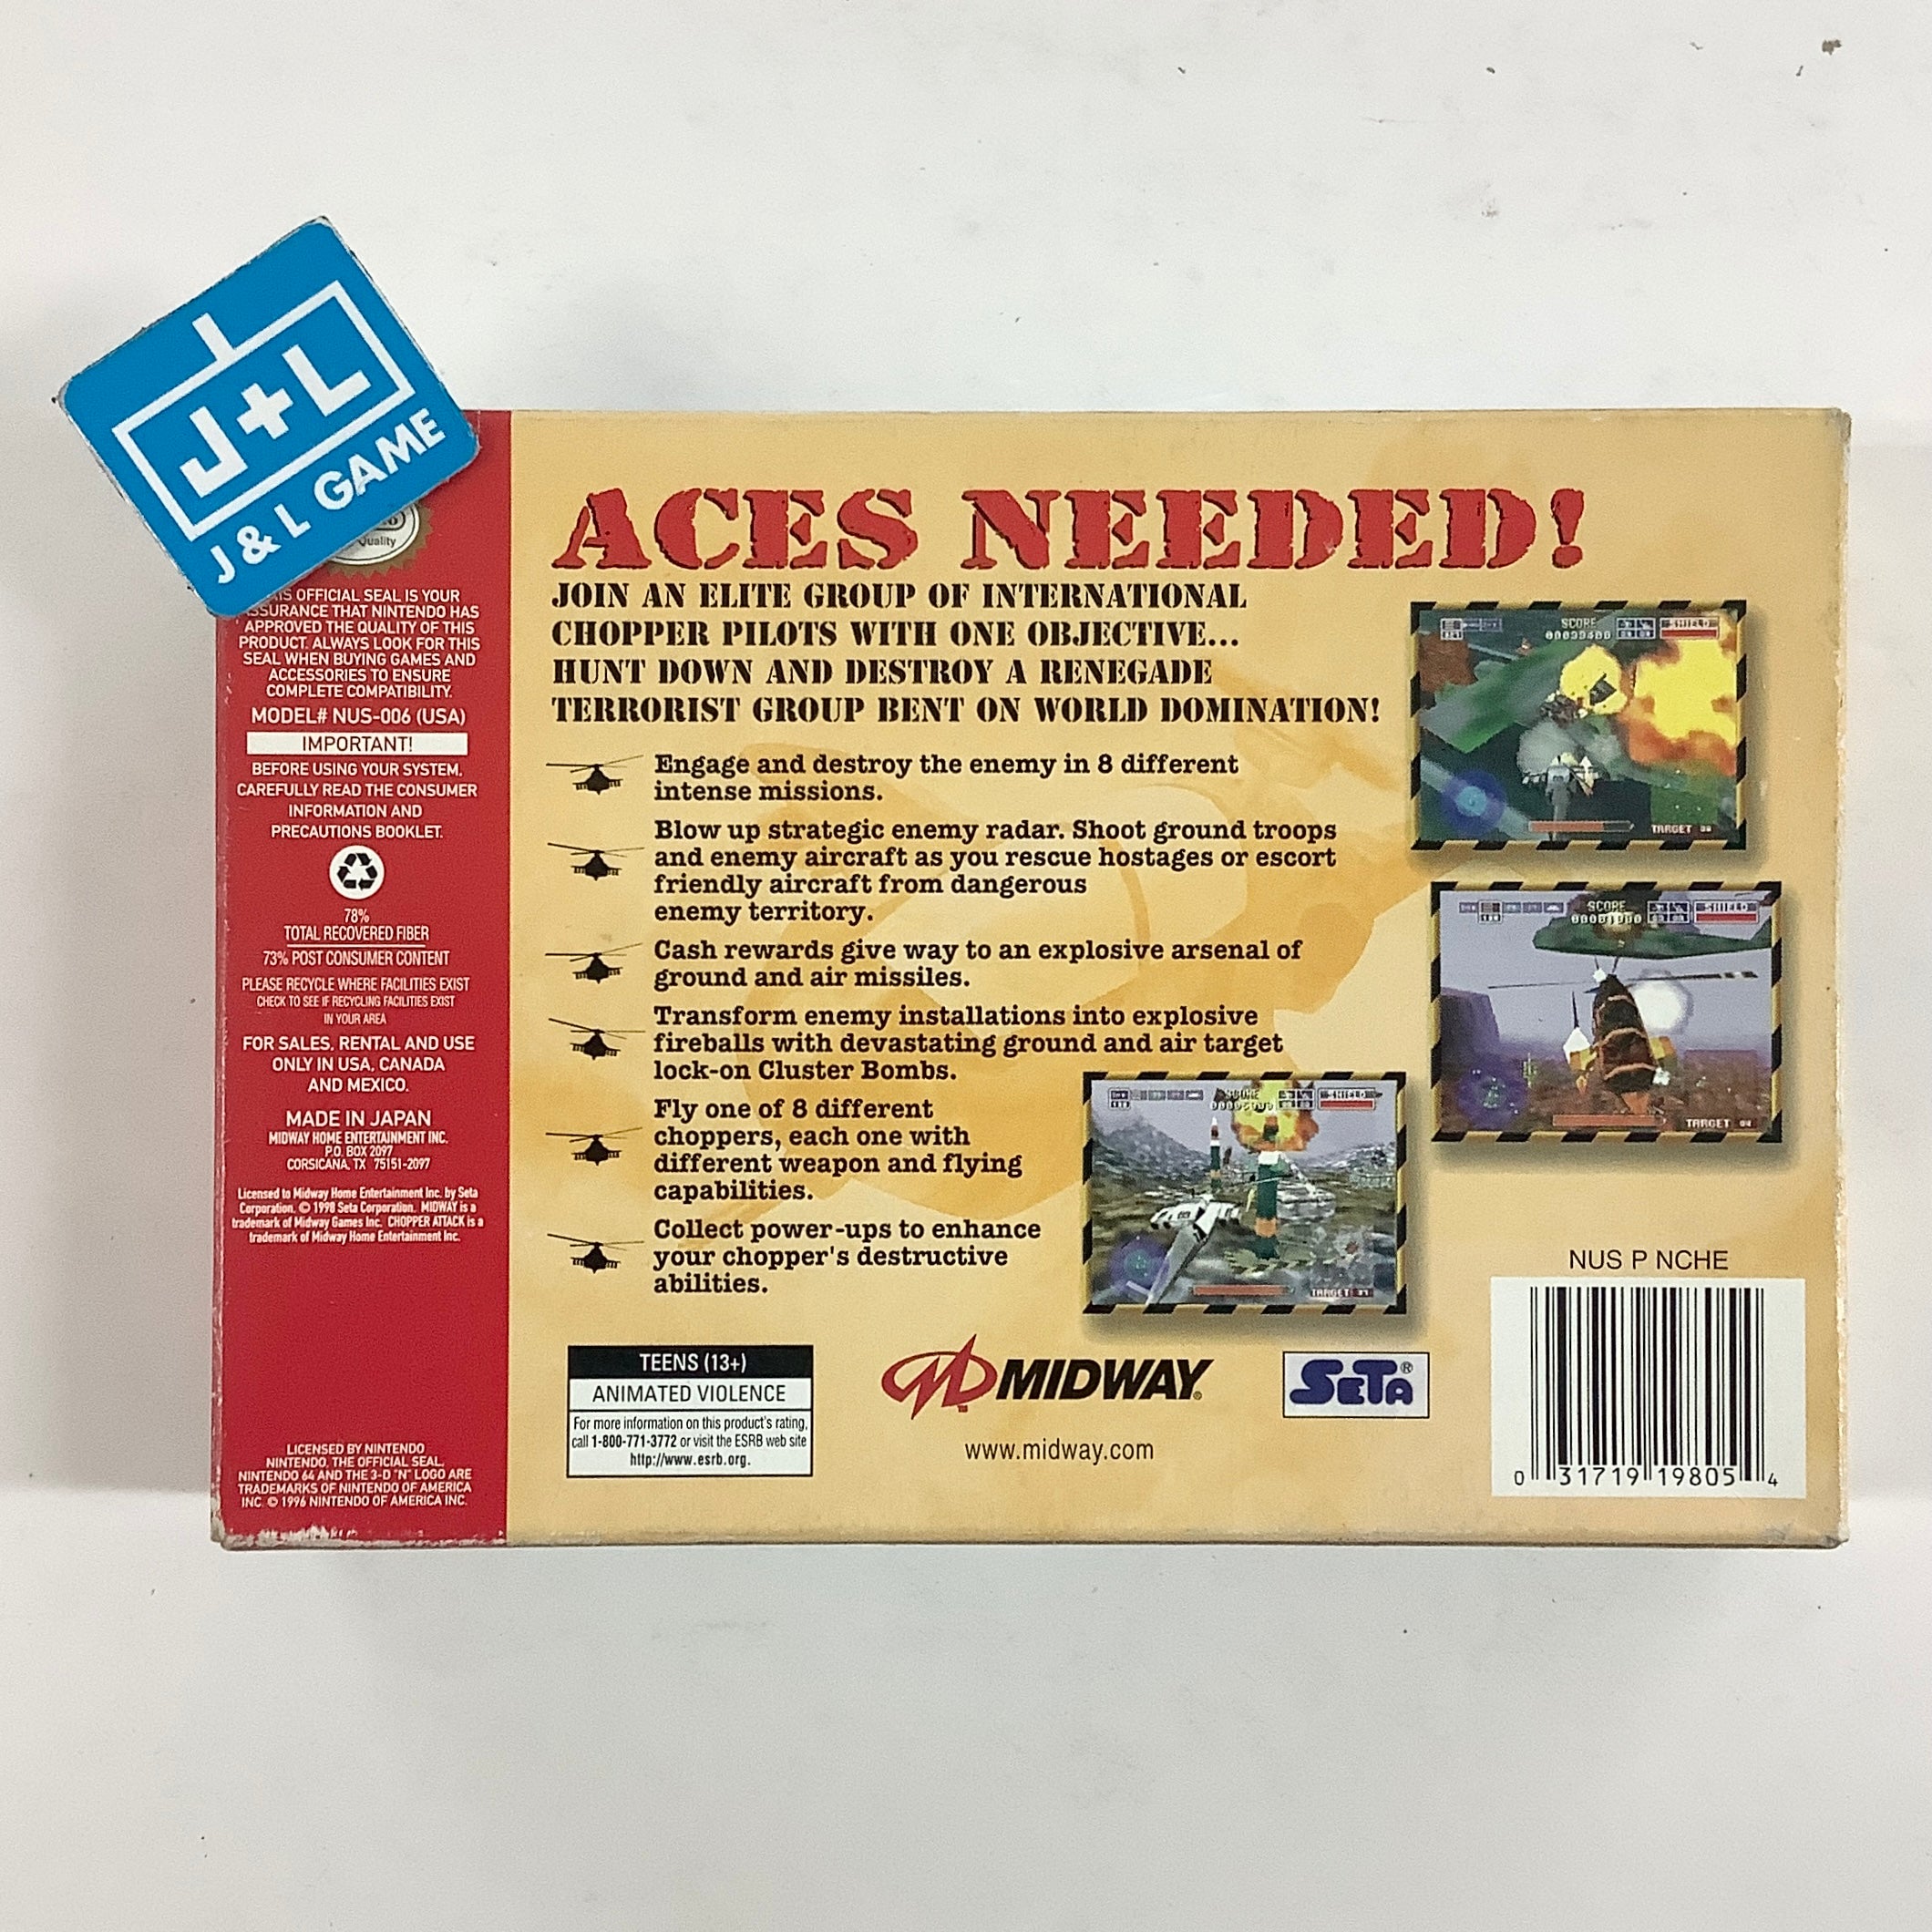 J+L
J & L GAME
Quality
OFFICIAL SEAL IS YOUR
ASSURANCE THAT NINTENDO HAS
APPROVED THE QUALITY OF THIS
PRODUCT. ALWAYS LOOK FOR THIS
SEAL WHEN BUYING GAMES AND
ACCESSORIES TO ENSURE
COMPLETE COMPATIBILITY.
MODEL# NUS-006 (USA)
IMPORTANT!
BEFORE USING YOUR SYSTEM,
CAREFULLY READ THE CONSUMER
INFORMATION AND
PRECAUTIONS BOOKLET.
78%
TOTAL RECOVERED FIBER
73% POST CONSUMER CONTENT
PLEASE RECYCLE WHERE FACILITIES EXIST
CHECK TO SEE IF RECYCLING FACILITIES EXIST
IN YOUR AREA
FOR SALES, RENTAL AND USE
ONLY IN USA, CANADA
AND MEXICO.
MADE IN JAPAN
MIDWAY HOME ENTERTAINMENT INC.
P.O. BOX 2097
CORSICANA, TX 75151-2097
Licensed to Midway Home Entertainment Inc. by Seta
Corporation. © 1998 Seta Corporation. MIDWAY is a
trademark of Midway Games Inc. CHOPPER ATTACK is a
trademark of Midway Home Entertainment Inc.
LICENSED BY NINTENDO
NINTENDO, THE OFFICIAL SEAL,
NINTENDO 64 AND THE 3-D "N" LOGO ARE
TRADEMARKS OF NINTENDO OF AMERICA
INC. © 1996 NINTENDO OF AMERICA INC.
ACES NEEDED!
JOIN AN ELITE GROUP OF INTERNATIONAL
CHOPPER PILOTS WITH ONE OBJECTIVE...
HUNT DOWN AND DESTROY A RENEGADE
TERRORIST GROUP BENT ON WORLD DOMINATION!
Engage and destroy the enemy in 8 different
intense missions.
Blow up strategic enemy radar. Shoot ground troops
and enemy aircraft as you rescue hostages or escort
friendly aircraft from dangerous
enemy territory.
Cash rewards give way to an explosive arsenal of
ground and air missiles.
Transform enemy installations into explosive
fireballs with devastating ground and air target
lock-on Cluster Bombs.
Fly one of 8 different
choppers, each one with
different weapon and flying
capabilities.
Collect power-ups to enhance
your chopper's destructive
abilities.
SCORE
SHIELD
TARGET
SCORE
SHIELD
TARGET
SCORE
SHIELD
TARGET
TEENS (13+)
ANIMATED VIOLENCE
For more information on this product's rating,
call 1-800-771-3772 or visit the ESRB web site
http://www.esrb.org.
MIDWAY®
TM
www.midway.com
SETA®
NUS P NCHE
0 31719 19805 4